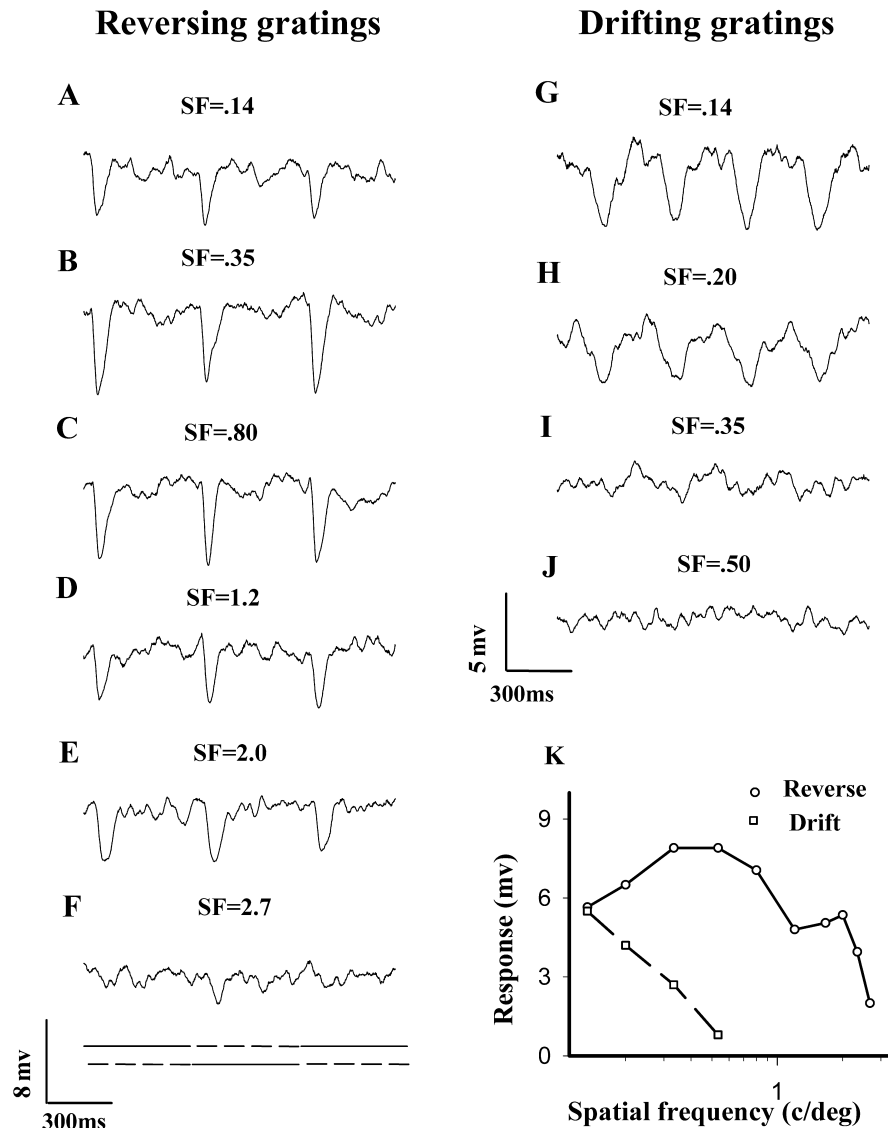 Reversing gratings
A
SF=.14
B
SF=.35
C
SF=.80
D
SF=1.2
E
SF=2.0
F
SF=2.7
8 mv
300ms
Drifting gratings
G
SF=.14
H
SF=.20
I
SF=.35
J
SF=.50
5 mv
300ms
K
Reverse
Drift
9
6
3
0
Response (mv)
1
Spatial frequency (c/deg)